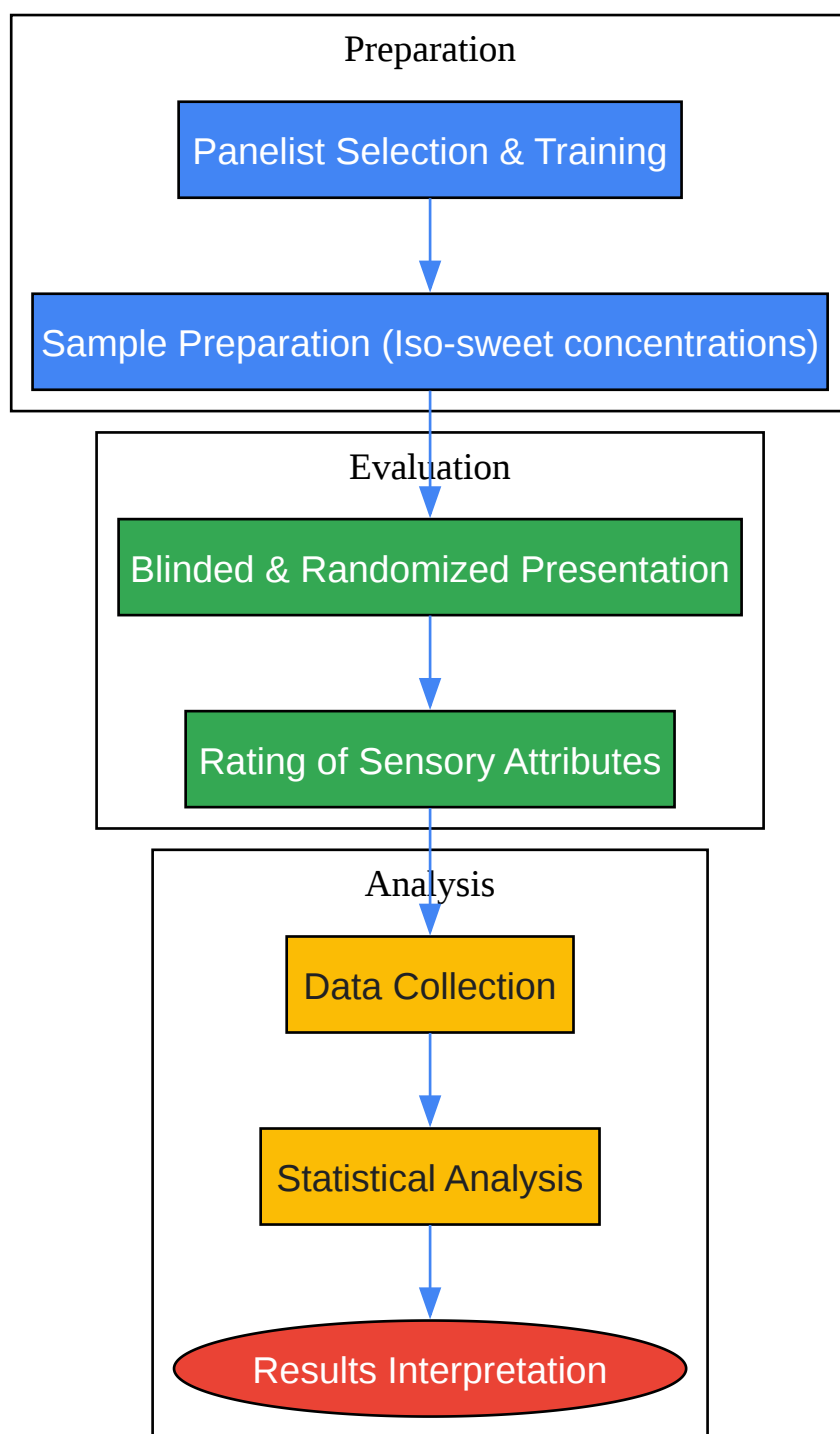 Preparation
Panelist Selection & Training
Sample Preparation (Iso-sweet concentrations)
Evaluation
Blinded & Randomized Presentation
Rating of Sensory Attributes
Analysis
Data Collection
Statistical Analysis
Results Interpretation